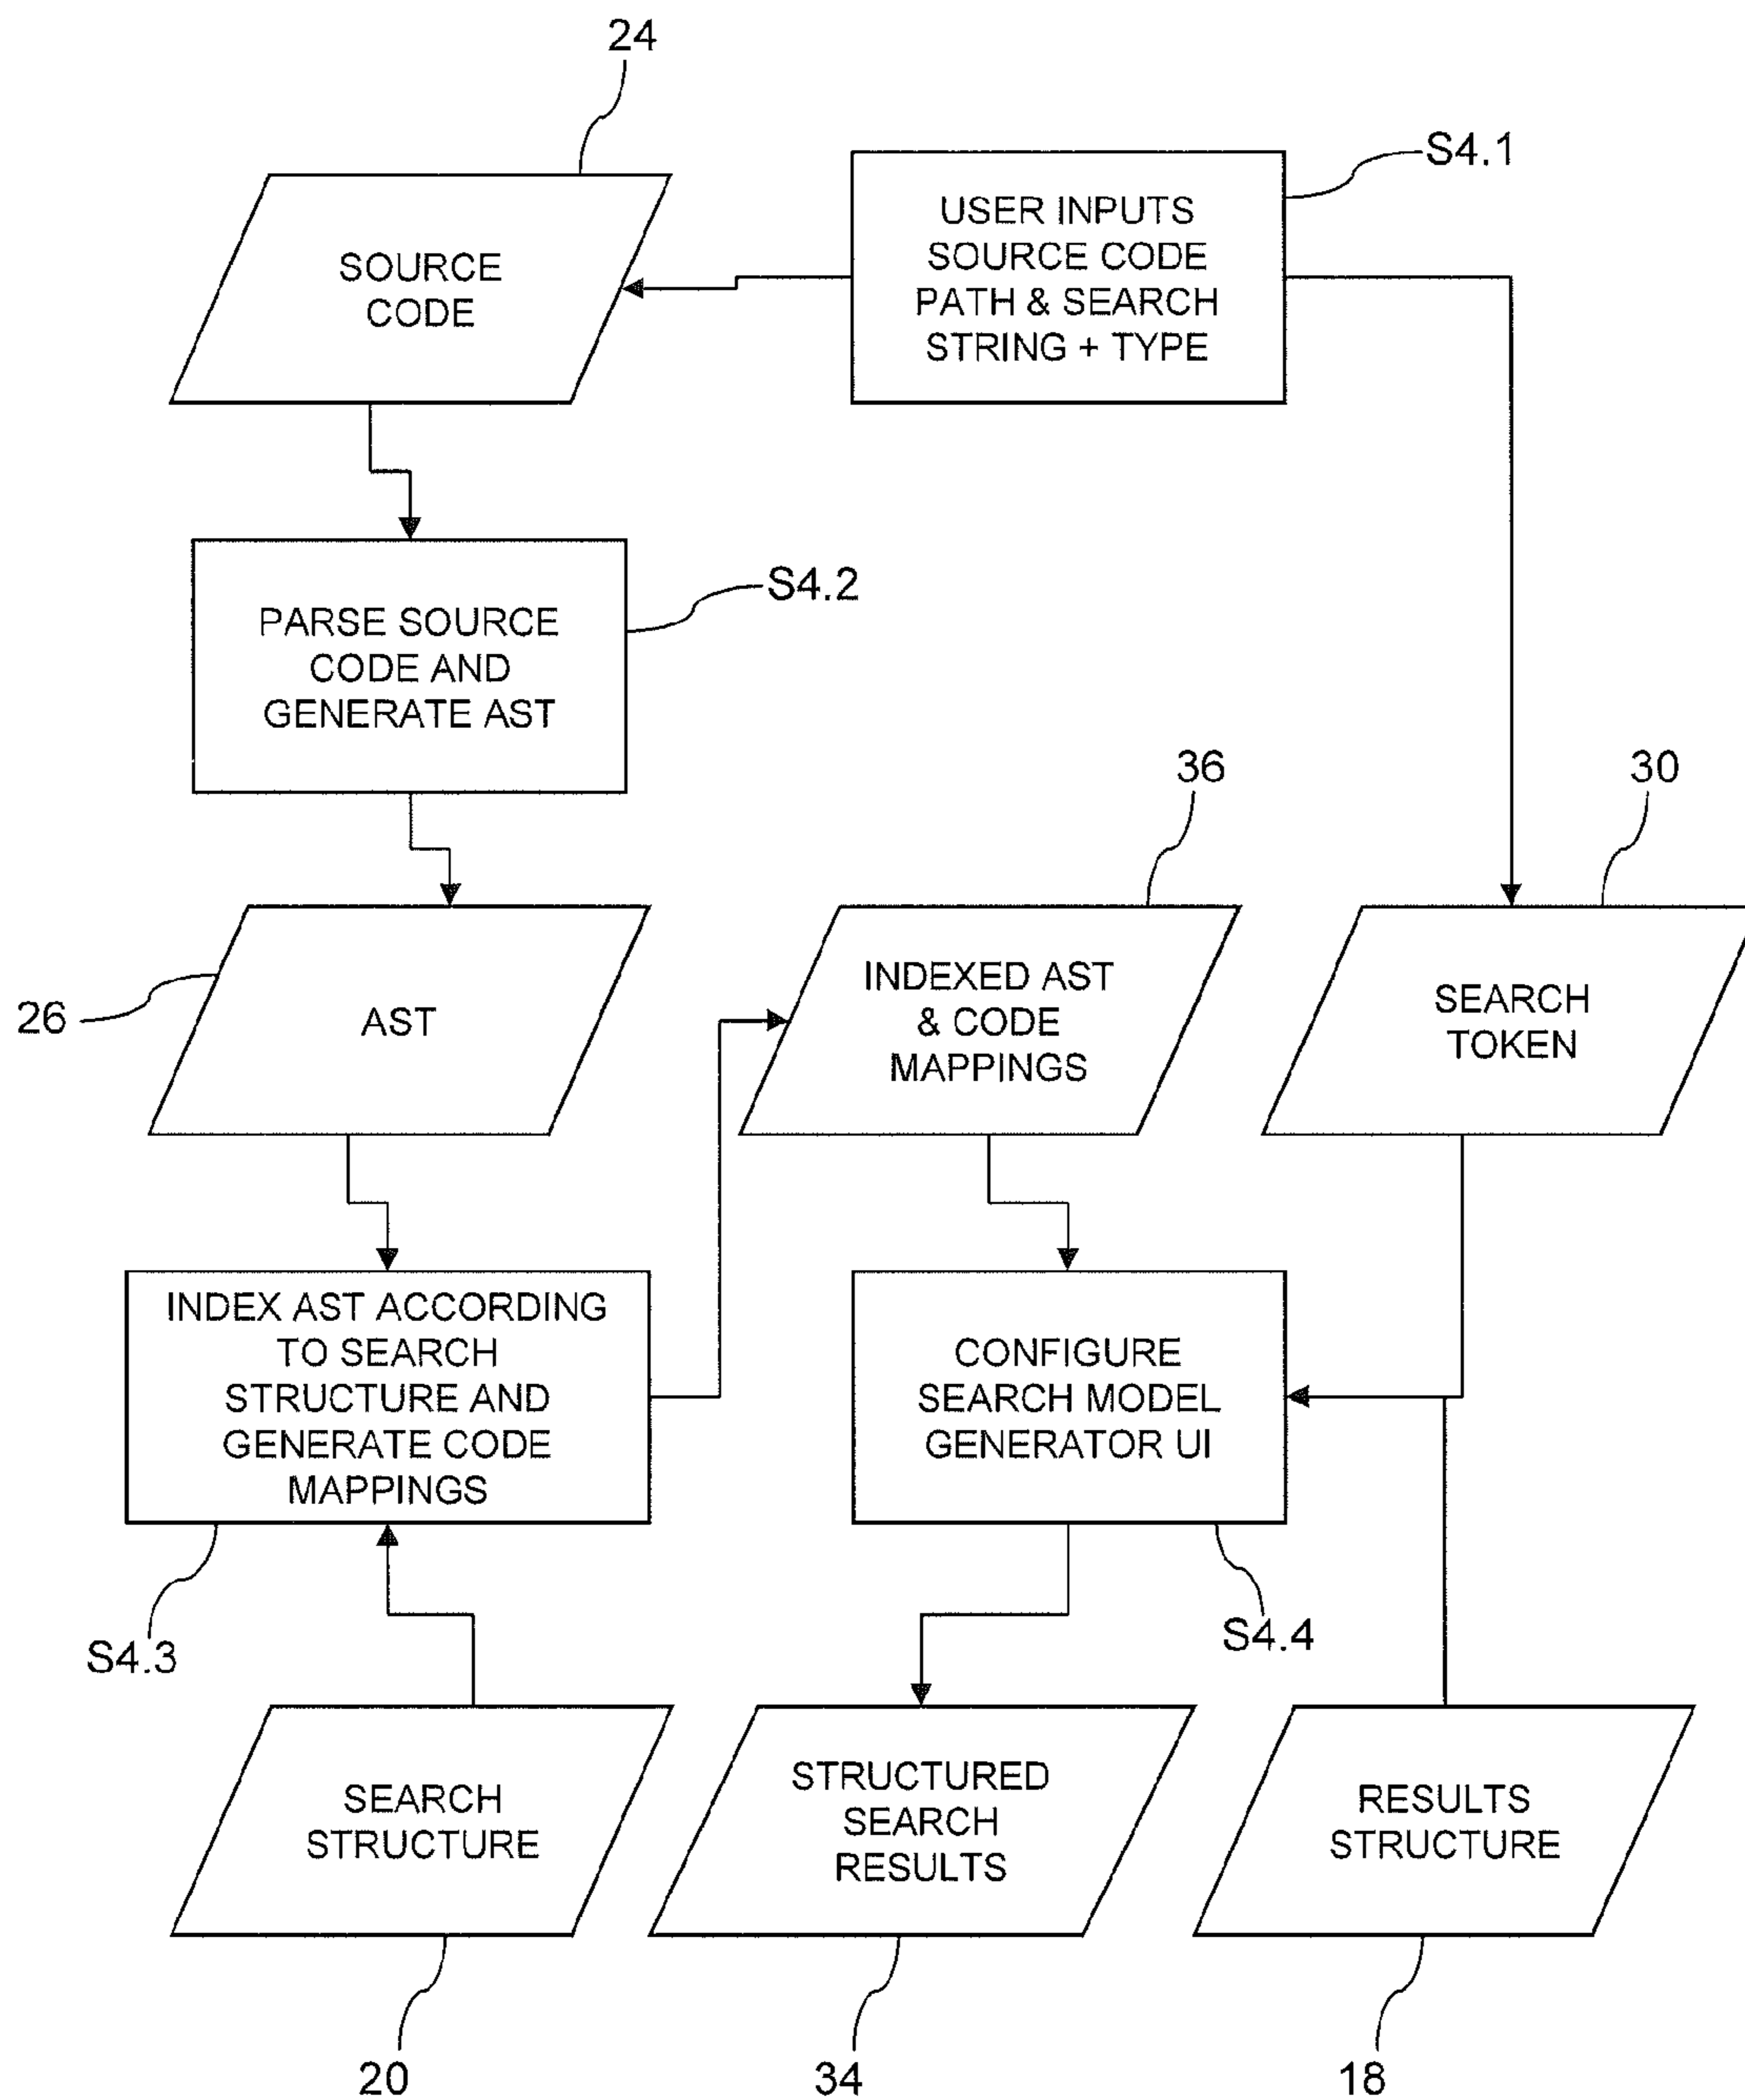 24
S4.1
SOURCE
CODE
USER INPUTS
SOURCE CODE
PATH & SEARCH
STRING + TYPE
S4.2
PARSE SOURCE
CODE AND
GENERATE AST
36
30
26
AST
INDEXED AST
& CODE
MAPPINGS
SEARCH
TOKEN
INDEX AST ACCORDING
TO SEARCH
STRUCTURE AND
GENERATE CODE
MAPPINGS
CONFIGURE
SEARCH MODEL
GENERATOR UI
S4.3
S4.4
SEARCH
STRUCTURE
STRUCTURED
SEARCH
RESULTS
RESULTS
STRUCTURE
20
34
18